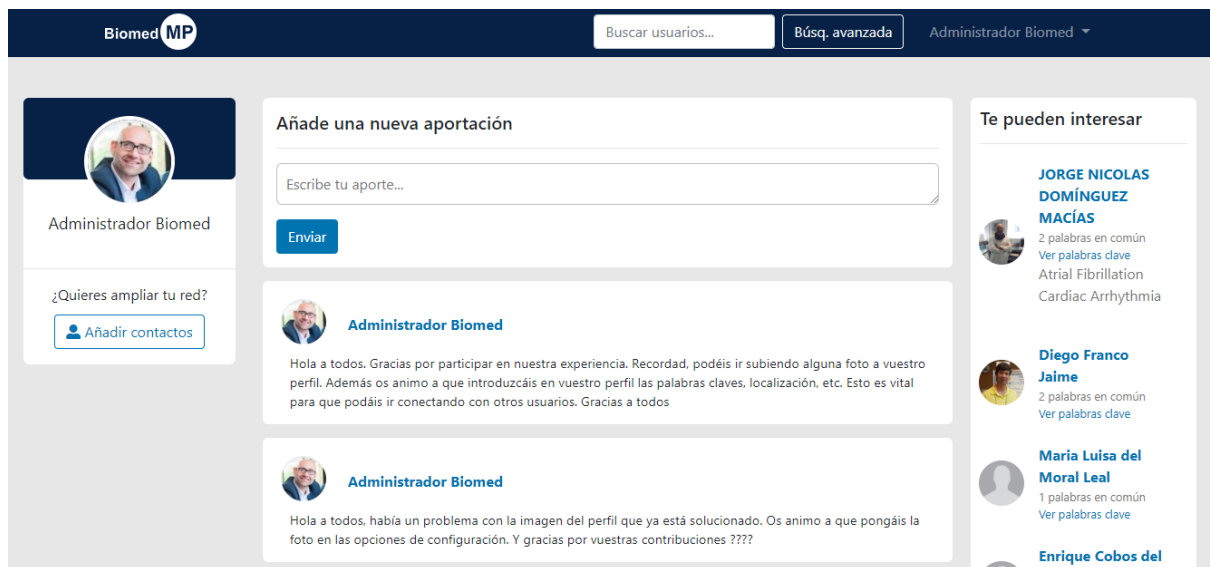 Biomed MP
Buscar usuarios...
Búsq. avanzada
Administrador Biomed
Administrador Biomed
¿Quieres ampliar tu red?
Añadir contactos
Añade una nueva aportación
Escribe tu aporte...
Enviar
Administrador Biomed
Hola a todos. Gracias por participar en nuestra experiencia. Recordad, podéis ir subiendo alguna foto a vuestro
perfil. Además os animo a que introduzcáis en vuestro perfil las palabras claves, localización, etc. Esto es vital
para que podáis ir conectando con otros usuarios. Gracias a todos
Administrador Biomed
Hola a todos, había un problema con la imagen del perfil que ya está solucionado. Os animo a que pongáis la
foto en las opciones de configuración. Y gracias por vuestras contribuciones ????
Te pueden interesar
JORGE NICOLAS
DOMÍNGUEZ
MACÍAS
2 palabras en común
Ver palabras clave
Atrial Fibrillation
Cardiac Arrhythmia
Diego Franco
Jaime
2 palabras en común
Ver palabras clave
Maria Luisa del
Moral Leal
1 palabras en común
Ver palabras clave
Enrique Cobos del